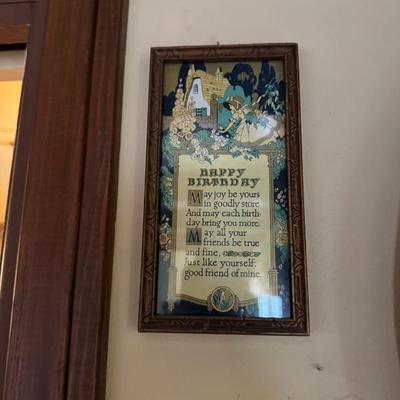 HAPPY
BIRTHDAY
May joy be yours
in goodly store
And may each birth-
day bring you more.
May all your
friends be true
and fine,
Just like yourself;
good friend of mine.